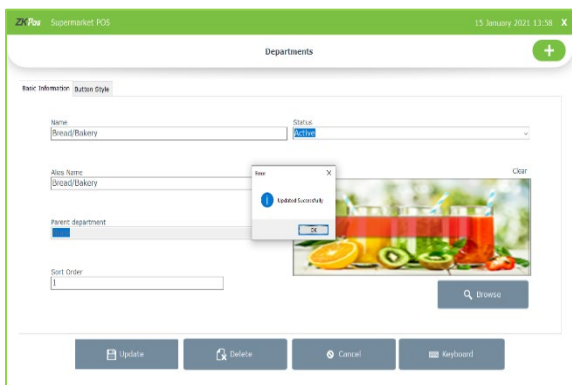 ZKPos Supermarket POS 15 January 2021 13:58 X
Departments
Basic Information Button Style
Name Status
Bread/Bakery Active
Alias Name Clear
Bread/Bakery
Error X
Updated Successfully
OK
Parent department
Sort Order
1
Browse
Update Delete Cancel Keyboard